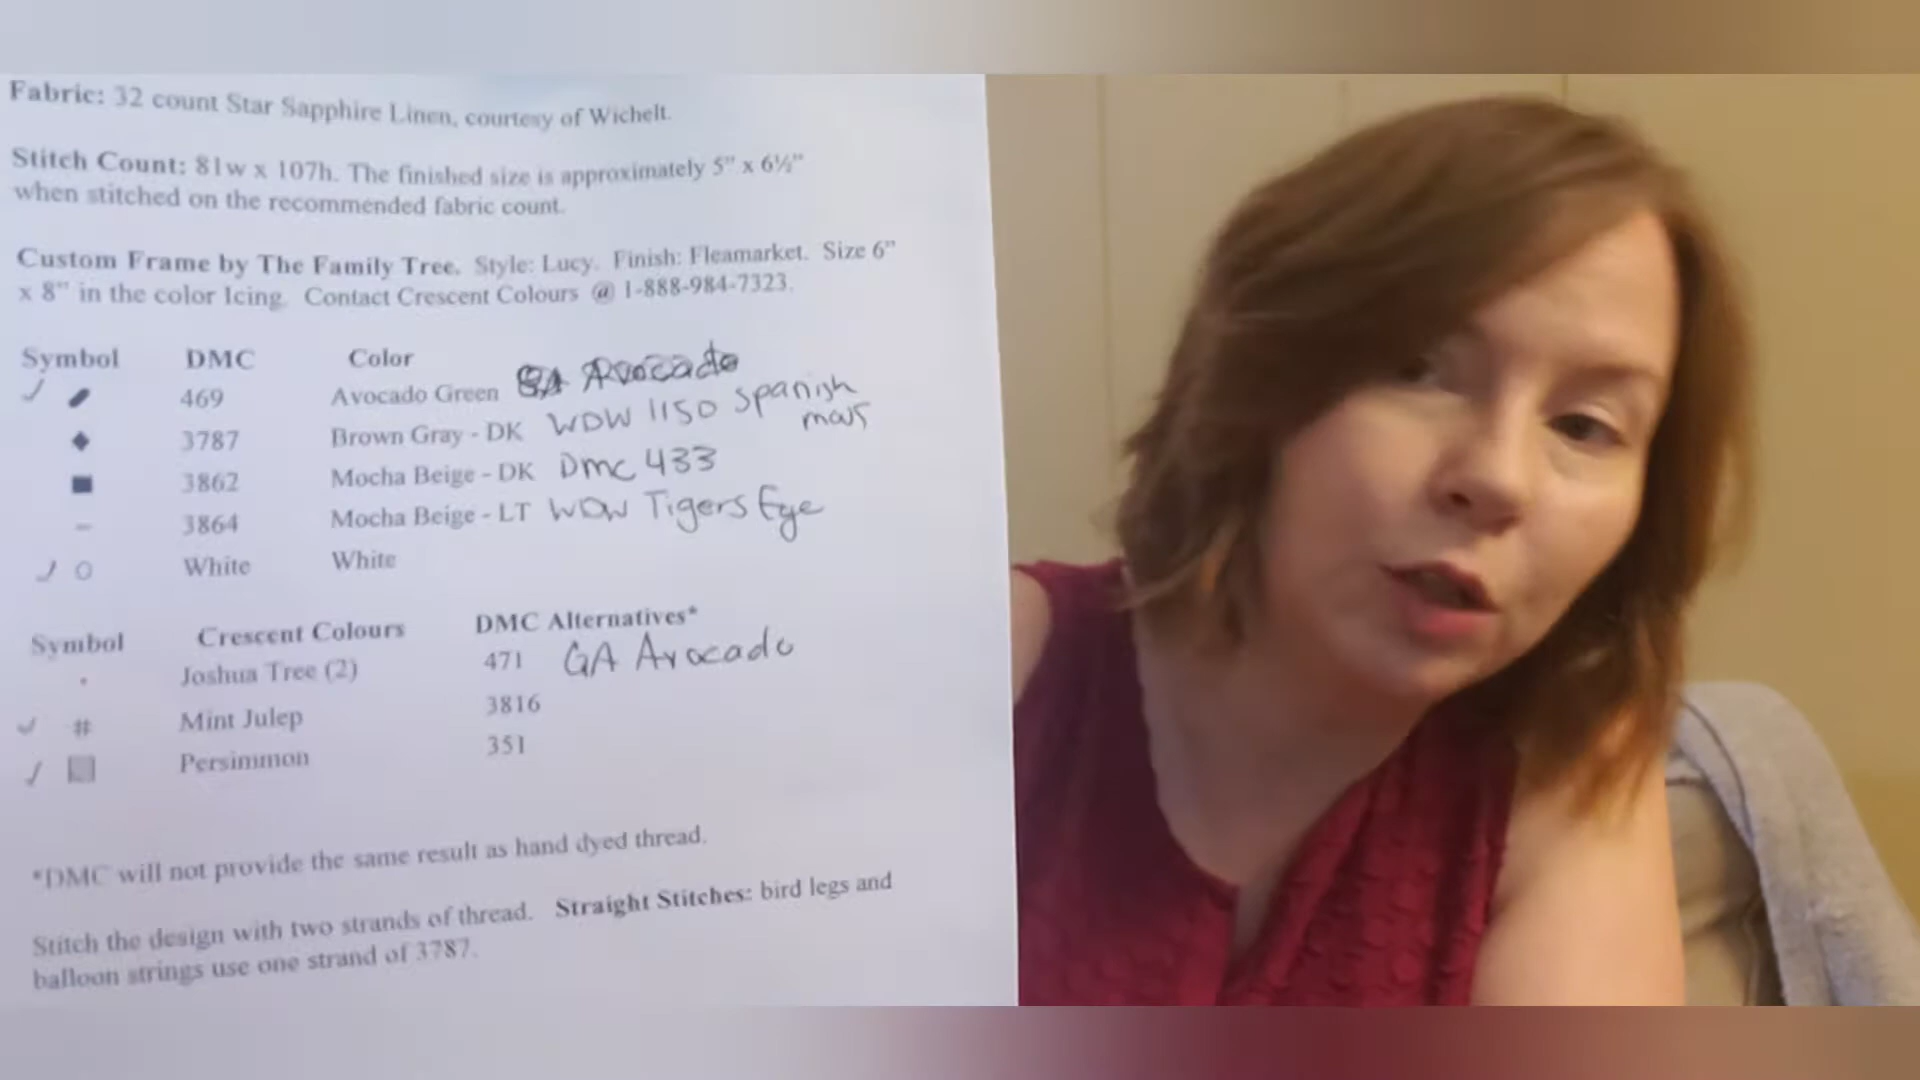 Fabric: 32 count Star Sapphire Linen, courtesy of Wichelt.
Stitch Count: 81w x 107h. The finished size is approximately 5" x 6½"
when stitched on the recommended fabric count.
Custom Frame by The Family Tree. Style: Lucy. Finish: Fleamarket. Size 6"
x 8" in the color Icing. Contact Crescent Colours @ 1-888-984-7323.
Symbol DMC Color
469 Avocado Green GA Avocado
3787 Brown Gray - DK WDW 1150 Spanish
moss
3862 Mocha Beige - DK Dmc 433
3864 Mocha Beige - LT WDW Tigers Eye
White White
Symbol Crescent Colours DMC Alternatives*
Joshua Tree (2) 471 GA Avocado
# Mint Julep 3816
Persimmon 351
*DMC will not provide the same result as hand dyed thread.
Stitch the design with two strands of thread. Straight Stitches: bird legs and
balloon strings use one strand of 3787.